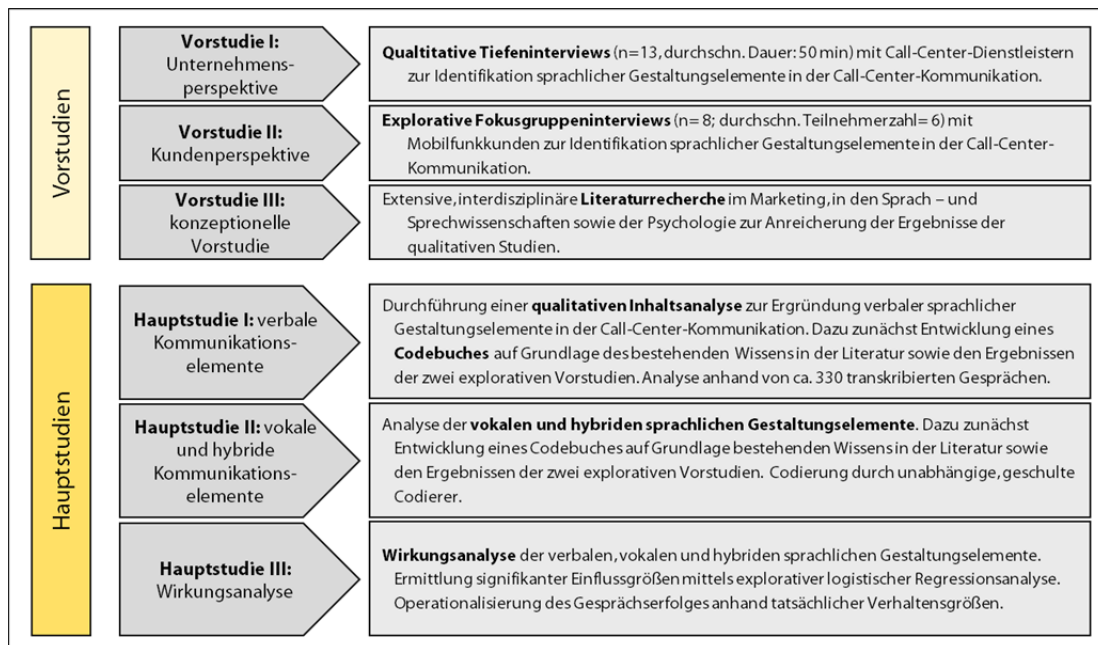 Vorstudien
Vorstudie I:
Unternehmens-
perspektive
Qualtitative Tiefeninterviews (n=13, durchschn. Dauer: 50 min) mit Call-Center-Dienstleistern
zur Identifikation sprachlicher Gestaltungselemente in der Call-Center-Kommunikation.
Vorstudie II:
Kundenperspektive
Explorative Fokusgruppeninterviews (n= 8; durchschn. Teilnehmerzahl= 6) mit
Mobilfunkkunden zur Identifikation sprachlicher Gestaltungselemente in der Call-Center-
Kommunikation.
Vorstudie III:
konzeptionelle
Vorstudie
Extensive, interdisziplinäre Literaturrecherche im Marketing, in den Sprach – und
Sprechwissenschaften sowie der Psychologie zur Anreicherung der Ergebnisse der
qualitativen Studien.
Hauptstudien
Hauptstudie I: verbale
Kommunikations-
elemente
Durchführung einer qualitativen Inhaltsanalyse zur Ergründung verbaler sprachlicher
Gestaltungselemente in der Call-Center-Kommunikation. Dazu zunächst Entwicklung eines
Codebuches auf Grundlage des bestehenden Wissens in der Literatur sowie den Ergebnissen
der zwei explorativen Vorstudien. Analyse anhand von ca. 330 transkribierten Gesprächen.
Hauptstudie II: vokale
und hybride
Kommunikations-
elemente
Analyse der vokalen und hybriden sprachlichen Gestaltungselemente. Dazu zunächst
Entwicklung eines Codebuches auf Grundlage bestehenden Wissens in der Literatur sowie
den Ergebnissen der zwei explorativen Vorstudien. Codierung durch unabhängige, geschulte
Codierer.
Hauptstudie III:
Wirkungsanalyse
Wirkungsanalyse der verbalen, vokalen und hybriden sprachlichen Gestaltungselemente.
Ermittlung signifikanter Einflussgrößen mittels explorativer logistischer Regressionsanalyse.
Operationalisierung des Gesprächserfolges anhand tatsächlicher Verhaltensgrößen.